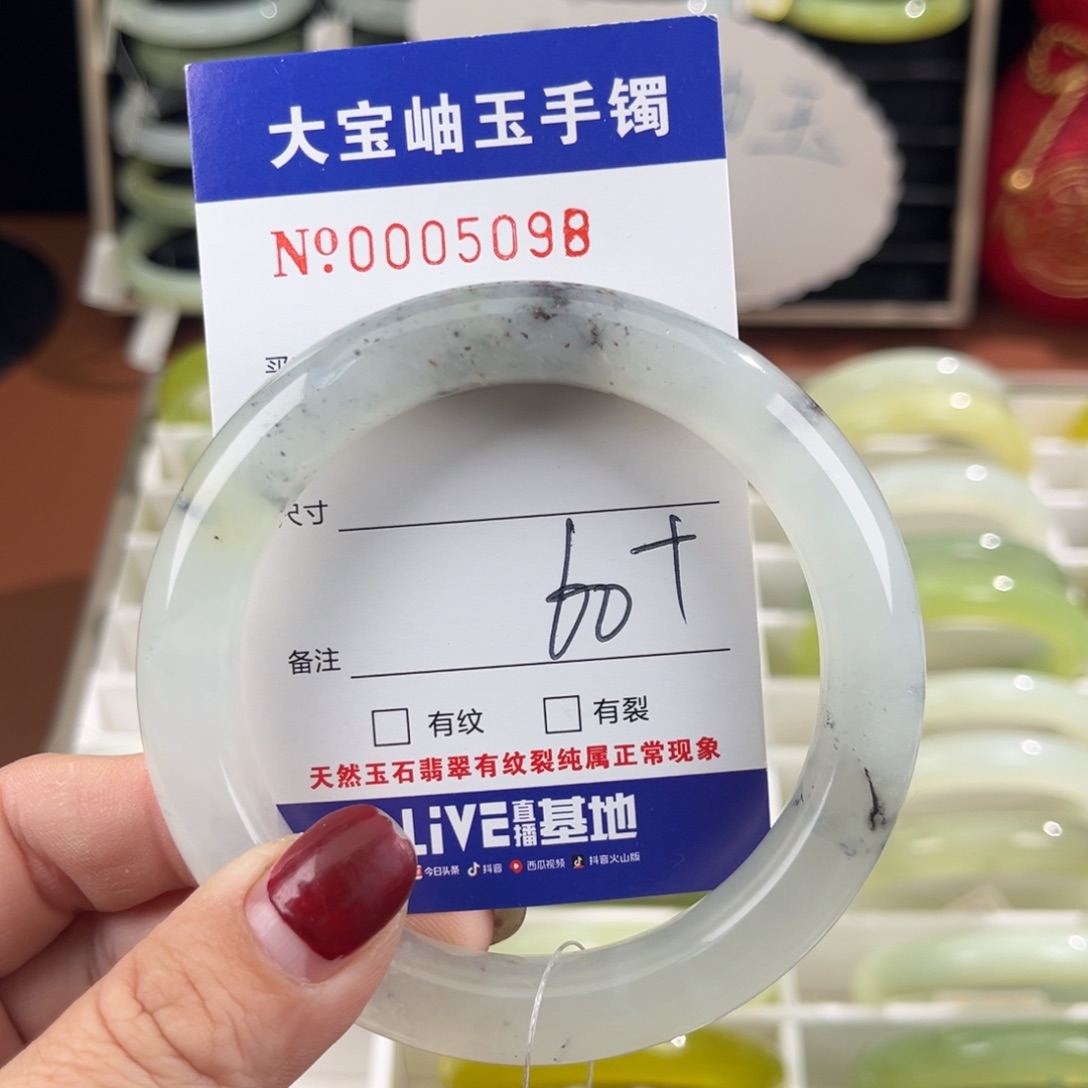 大宝岫玉手镯
№0005098
尺寸
60+
备注
有纹 有裂
天然玉石翡翠有纹裂纯属正常现象
LiVE直播基地
今日头条 抖音 西瓜视频 抖音火山版